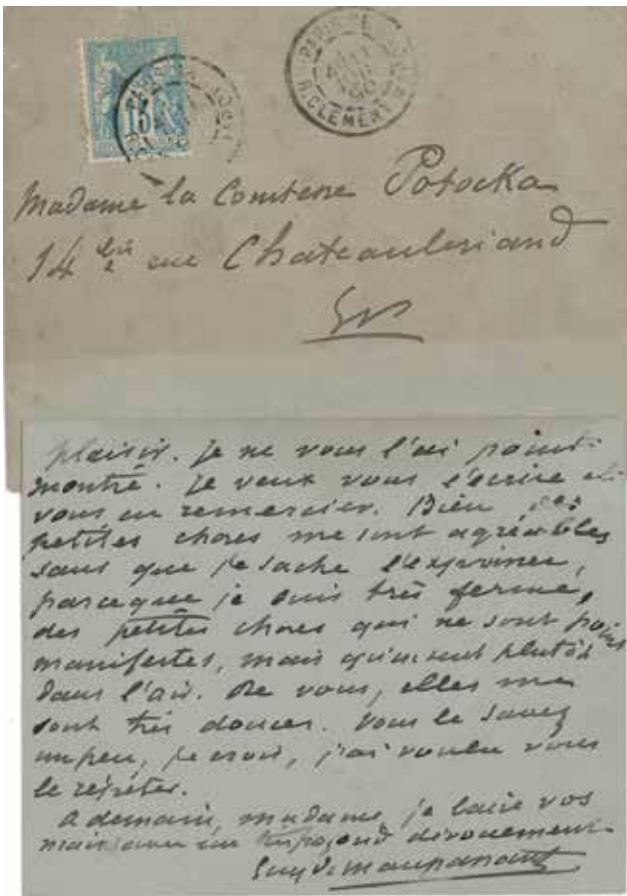 15
PARIS
R. CLÉMENT
Madame la Comtesse Potocka
14 bis rue Chateaubriand
plaisir. je ne vous l'ai point
montré. je veux vous l'écrire et
vous en remercier. Bien des
petites choses me sont agréables
sans que je sache l'exprimer,
parceque je suis très fermé,
des petites choses qui ne sont point
manifestes, mais qu'on sent plutôt
dans l'air. De vous, elles me
sont très douces. Vous le savez
un peu, je crois, j'ai voulu vous
le répéter.
A demain, madame, je baise vos
mains avec un très profond dévouement
Guy de Maupassant